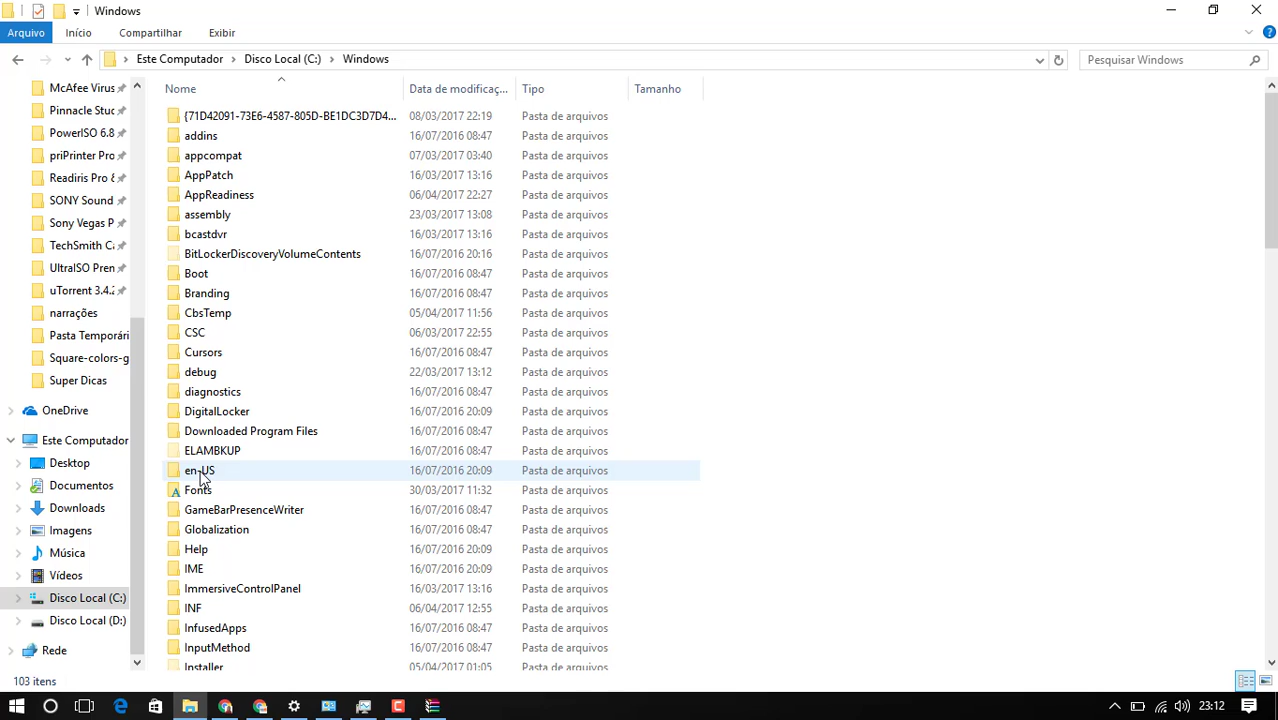 Windows
Arquivo Início Compartilhar Exibir
Este Computador Disco Local (C:) Windows Pesquisar Windows
McAfee Virus
Pinnacle Stud
PowerISO 6.8
priPrinter Pro
Readiris Pro 8
SONY Sound
Sony Vegas P
TechSmith C
UltraISO Pren
uTorrent 3.4.2
narrações
Pasta Temporári
Square-colors-g
Super Dicas
OneDrive
Este Computador
Desktop
Documentos
Downloads
Imagens
Música
Vídeos
Disco Local (C:)
Disco Local (D:)
Rede
Nome Data de modificaç... Tipo Tamanho
{71D42091-73E6-4587-805D-BE1DC3D7D4... 08/03/2017 22:19 Pasta de arquivos
addins 16/07/2016 08:47 Pasta de arquivos
appcompat 07/03/2017 03:40 Pasta de arquivos
AppPatch 16/03/2017 13:16 Pasta de arquivos
AppReadiness 06/04/2017 22:27 Pasta de arquivos
assembly 23/03/2017 13:08 Pasta de arquivos
bcastdvr 16/03/2017 13:16 Pasta de arquivos
BitLockerDiscoveryVolumeContents 16/07/2016 20:16 Pasta de arquivos
Boot 16/07/2016 08:47 Pasta de arquivos
Branding 16/07/2016 08:47 Pasta de arquivos
CbsTemp 05/04/2017 11:56 Pasta de arquivos
CSC 06/03/2017 22:55 Pasta de arquivos
Cursors 16/07/2016 08:47 Pasta de arquivos
debug 22/03/2017 13:12 Pasta de arquivos
diagnostics 16/07/2016 08:47 Pasta de arquivos
DigitalLocker 16/07/2016 20:09 Pasta de arquivos
Downloaded Program Files 16/07/2016 08:47 Pasta de arquivos
ELAMBKUP 16/07/2016 08:47 Pasta de arquivos
en-US 16/07/2016 20:09 Pasta de arquivos
Fonts 30/03/2017 11:32 Pasta de arquivos
GameBarPresenceWriter 16/07/2016 08:47 Pasta de arquivos
Globalization 16/07/2016 08:47 Pasta de arquivos
Help 16/07/2016 20:09 Pasta de arquivos
IME 16/07/2016 20:09 Pasta de arquivos
ImmersiveControlPanel 16/03/2017 13:16 Pasta de arquivos
INF 06/04/2017 12:55 Pasta de arquivos
InfusedApps 16/07/2016 08:47 Pasta de arquivos
InputMethod 16/07/2016 08:47 Pasta de arquivos
Installer 05/04/2017 01:05 Pasta de arquivos
103 itens
23:12